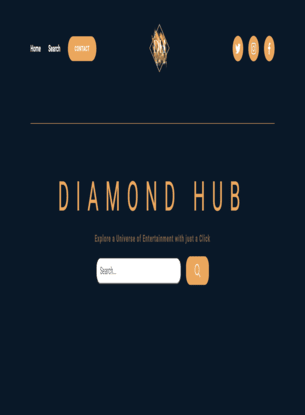 Home Search CONTACT
DIAMOND HUB
Explore a Universe of Entertainment with just a Click
Search...